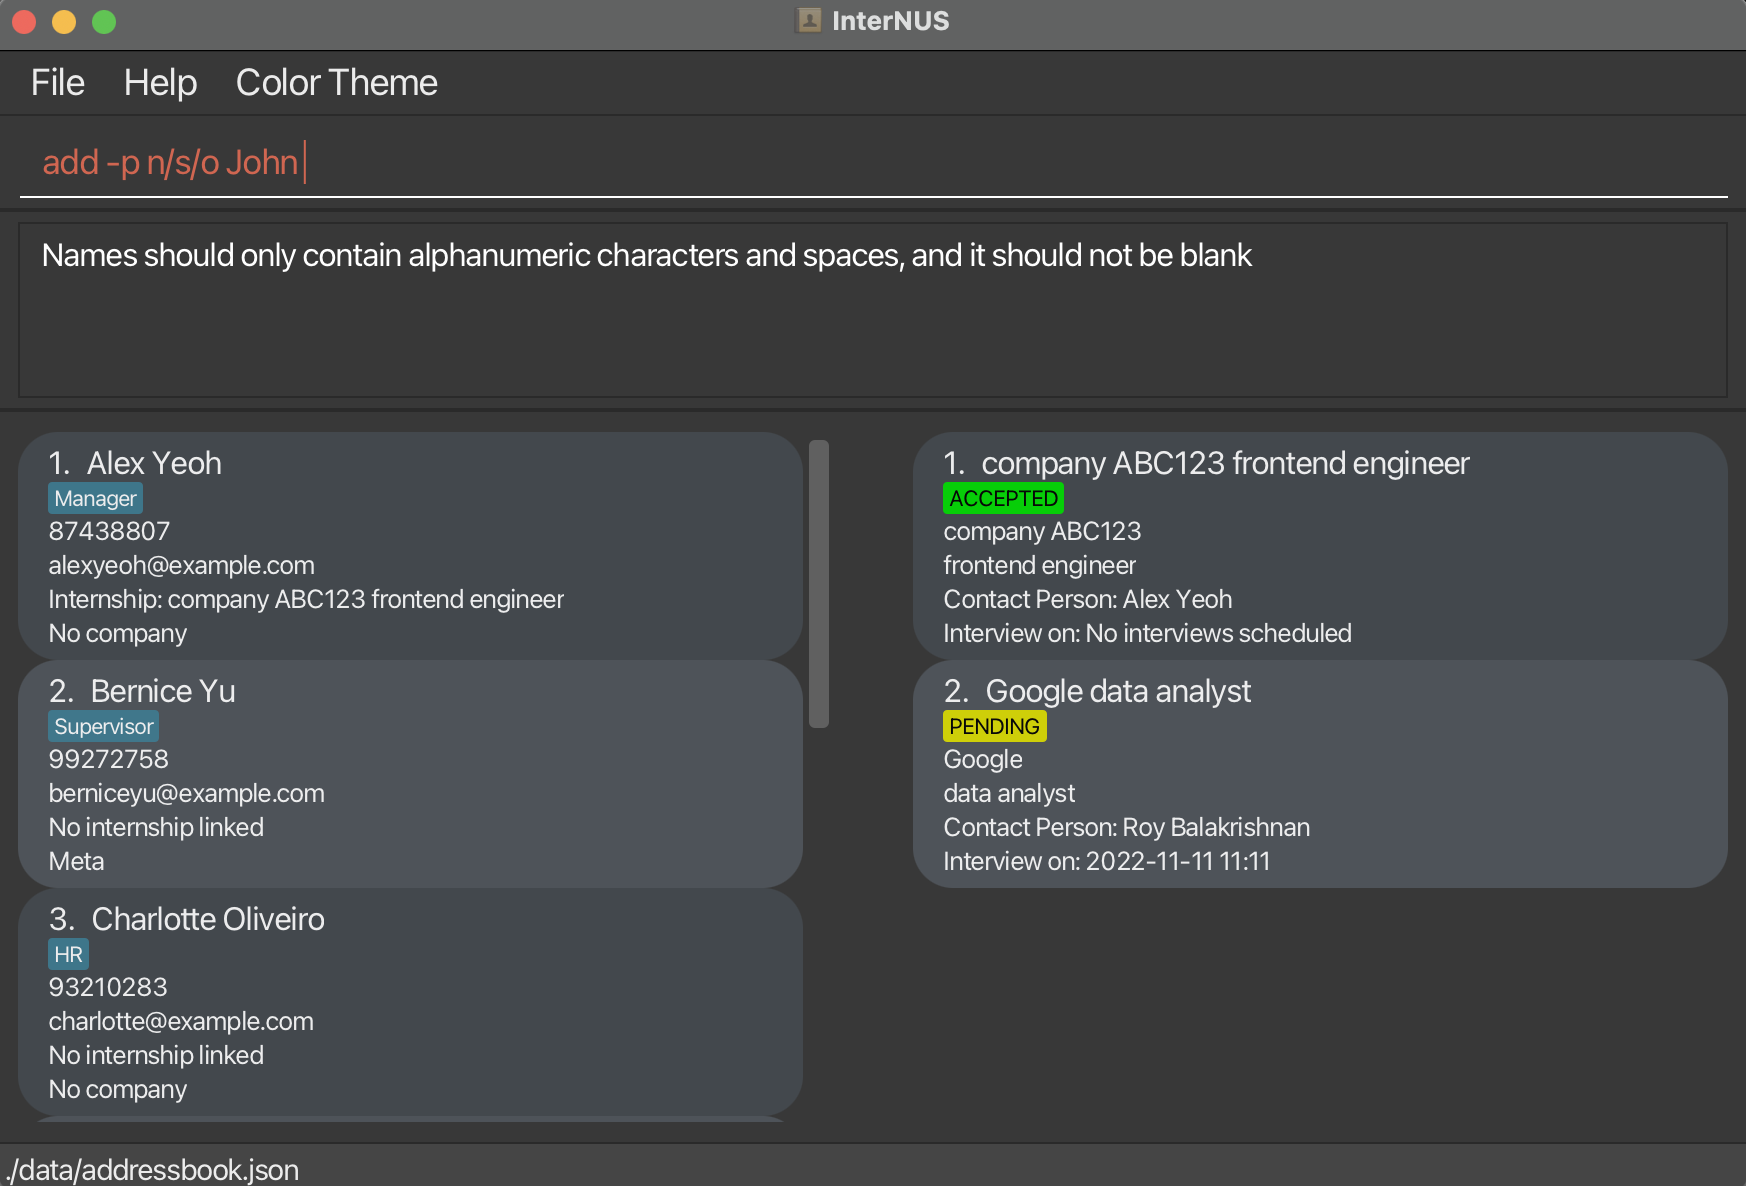 InterNUS
File Help Color Theme
add -p n/s/o John
Names should only contain alphanumeric characters and spaces, and it should not be blank
1. Alex Yeoh
Manager
87438807
alexyeoh@example.com
Internship: company ABC123 frontend engineer
No company
2. Bernice Yu
Supervisor
99272758
berniceyu@example.com
No internship linked
Meta
3. Charlotte Oliveiro
HR
93210283
charlotte@example.com
No internship linked
No company
1. company ABC123 frontend engineer
ACCEPTED
company ABC123
frontend engineer
Contact Person: Alex Yeoh
Interview on: No interviews scheduled
2. Google data analyst
PENDING
Google
data analyst
Contact Person: Roy Balakrishnan
Interview on: 2022-11-11 11:11
./data/addressbook.json